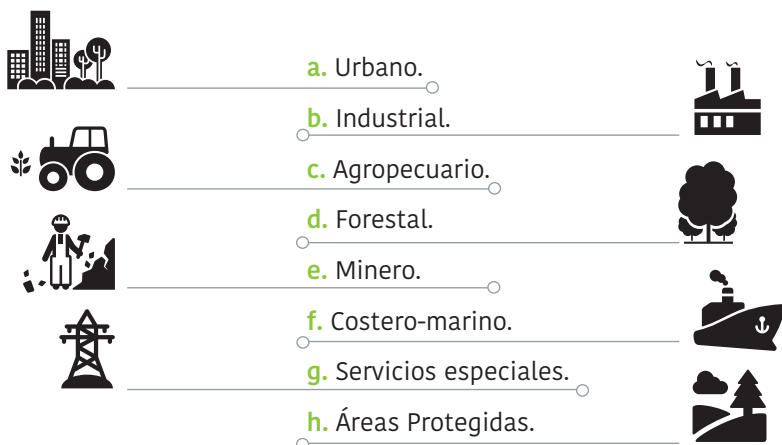 a. Urbano.
b. Industrial.
c. Agropecuario.
d. Forestal.
e. Minero.
f. Costero-marino.
g. Servicios especiales.
h. Áreas Protegidas.